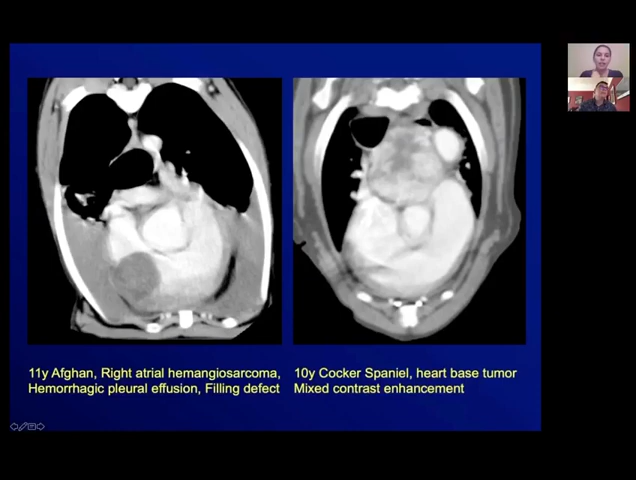 11y Afghan, Right atrial hemangiosarcoma,
Hemorrhagic pleural effusion, Filling defect
10y Cocker Spaniel, heart base tumor
Mixed contrast enhancement